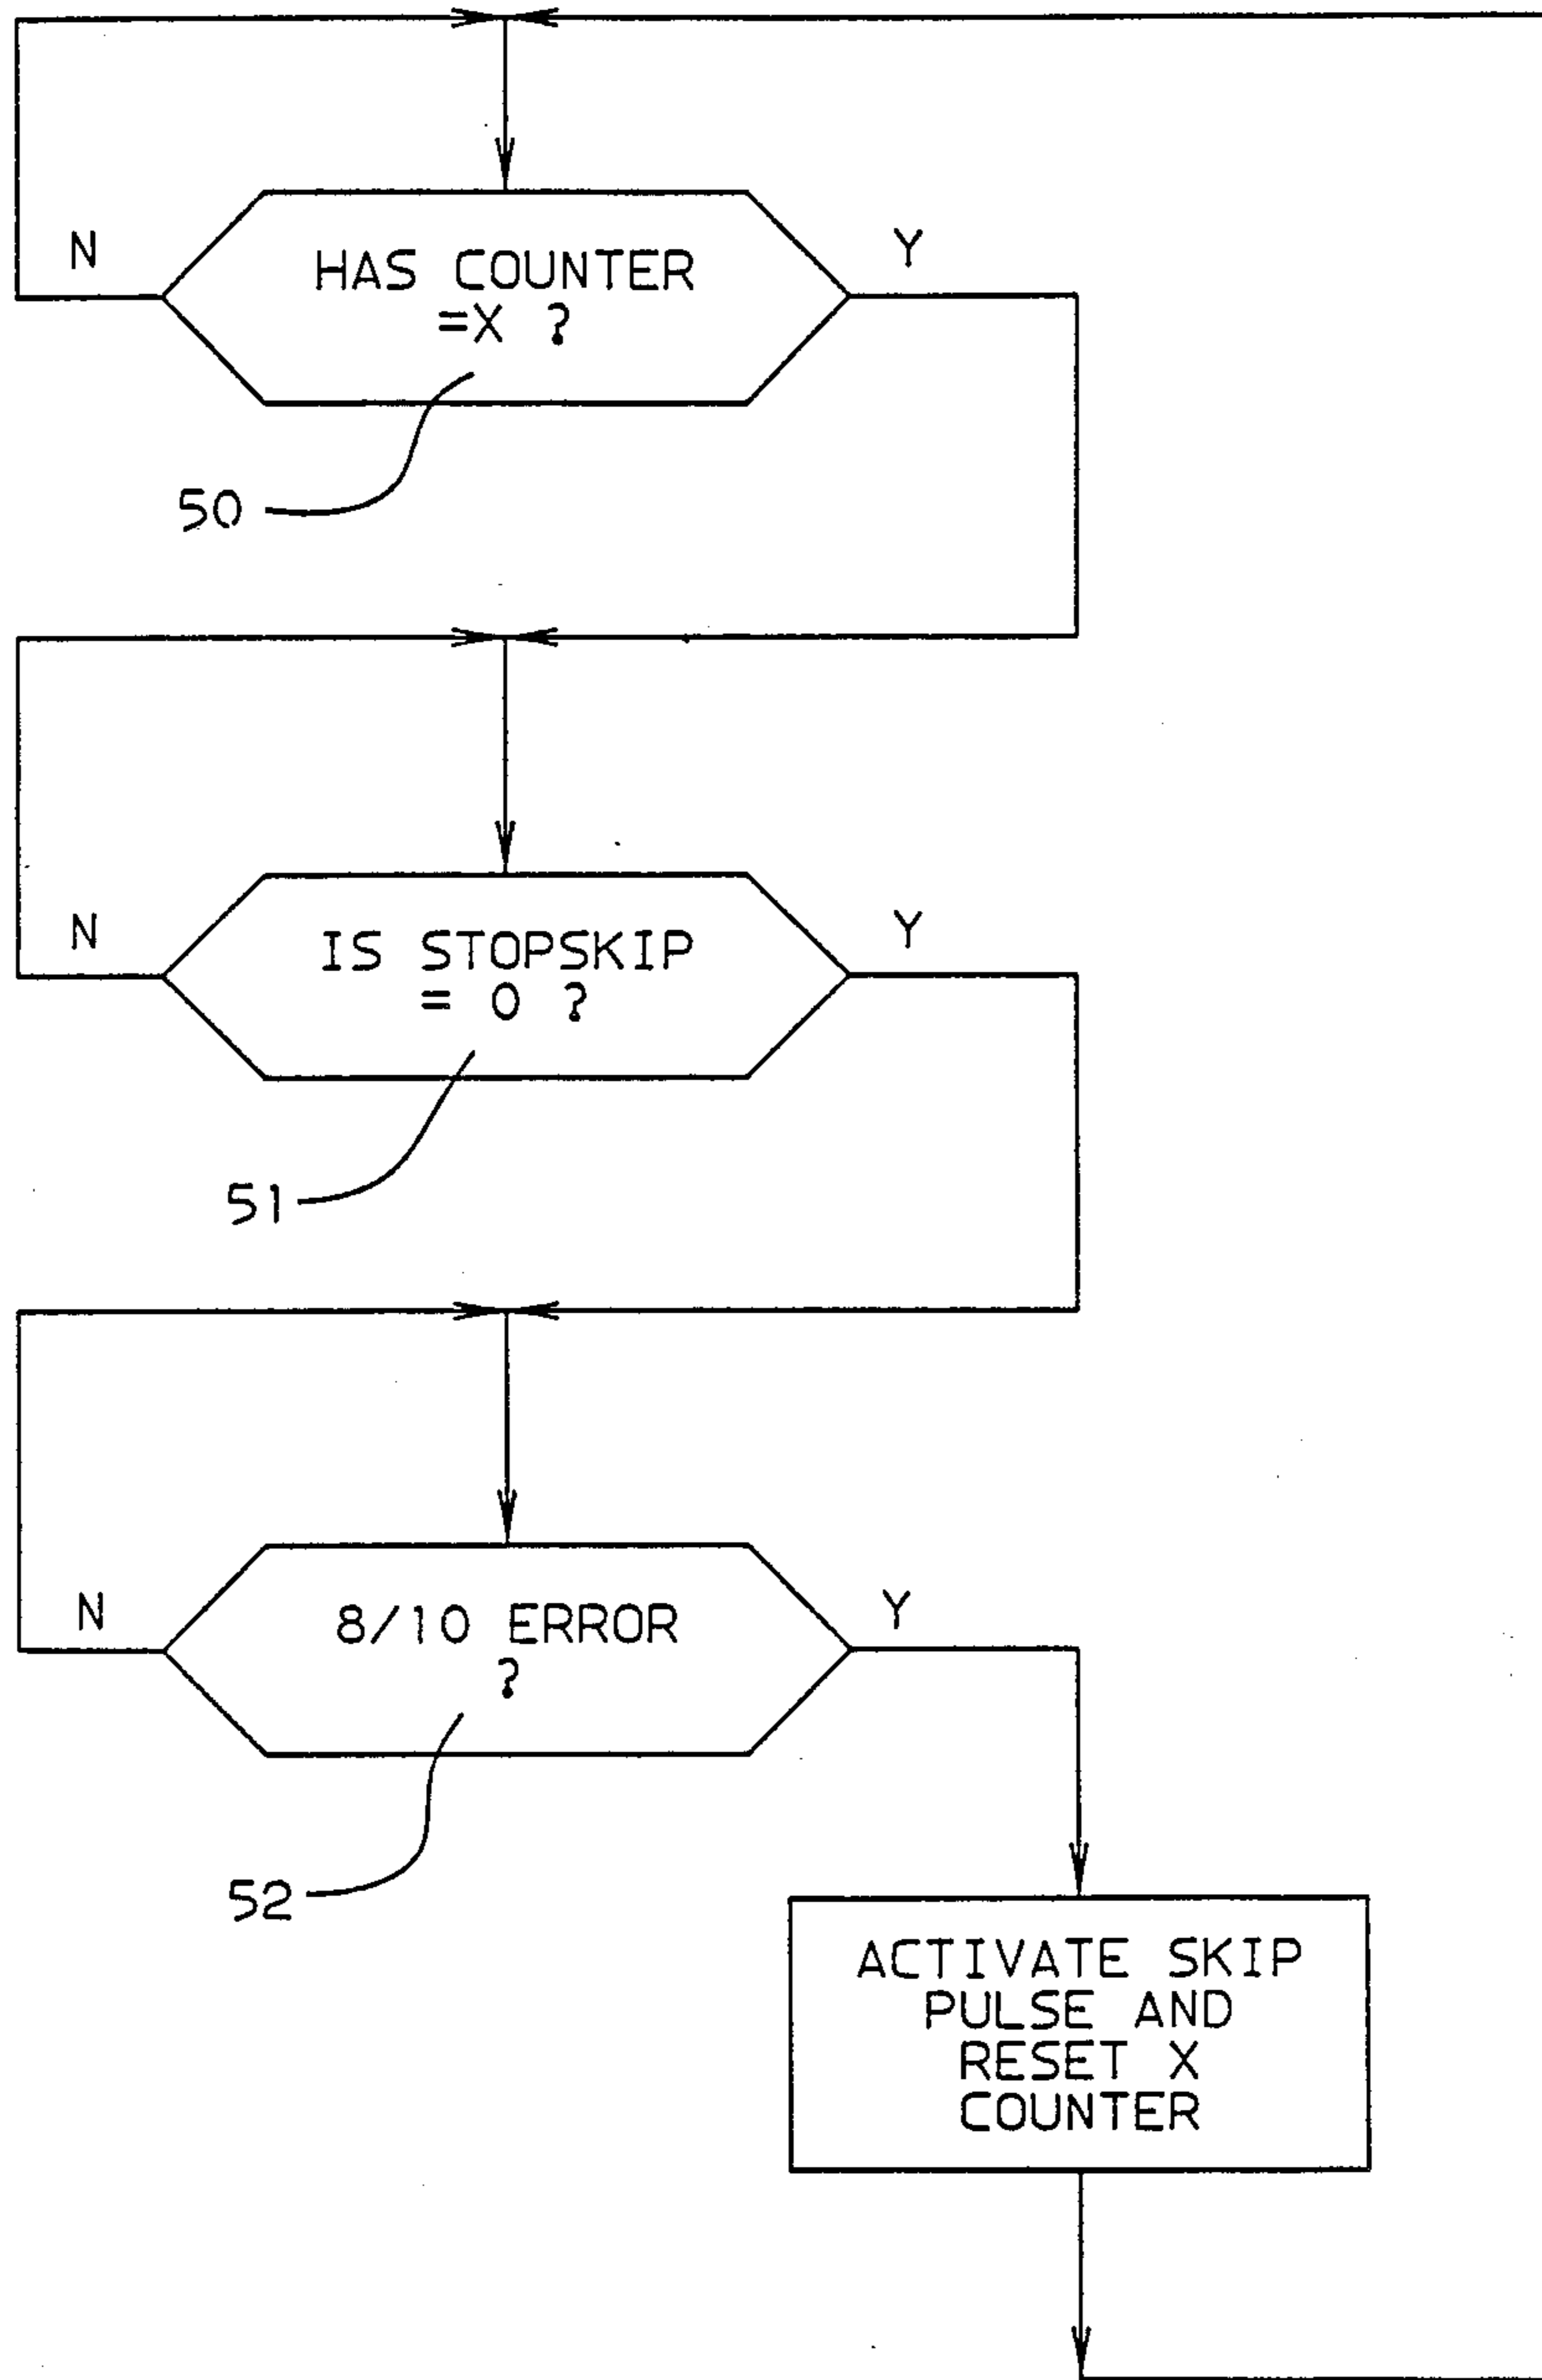 N
Y
HAS COUNTER
=X ?
50
N
Y
IS STOPSKIP
= 0 ?
51
N
Y
8/10 ERROR
?
52
ACTIVATE SKIP
PULSE AND
RESET X
COUNTER